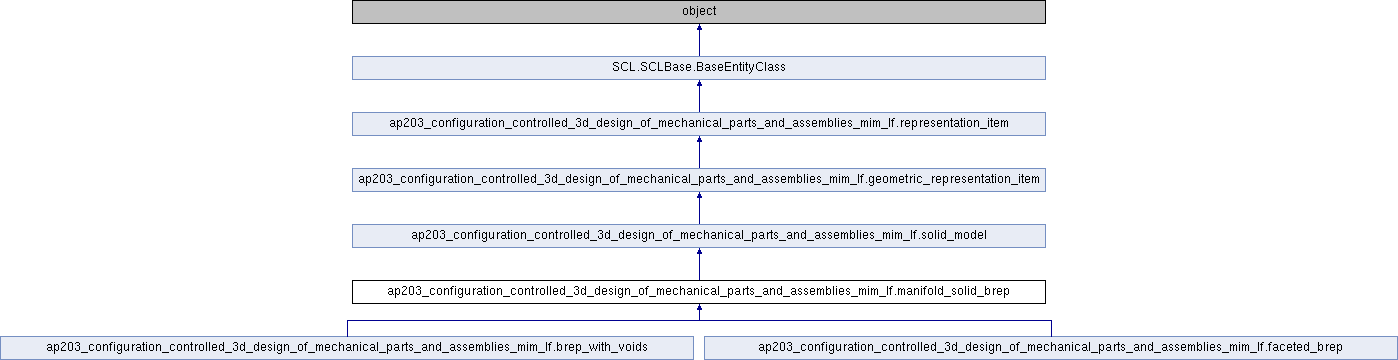 object
SCL.SCLBase.BaseEntityClass
ap203_configuration_controlled_3d_design_of_mechanical_parts_and_assemblies_mim_lf.representation_item
ap203_configuration_controlled_3d_design_of_mechanical_parts_and_assemblies_mim_lf.geometric_representation_item
ap203_configuration_controlled_3d_design_of_mechanical_parts_and_assemblies_mim_lf.solid_model
ap203_configuration_controlled_3d_design_of_mechanical_parts_and_assemblies_mim_lf.manifold_solid_brep
ap203_configuration_controlled_3d_design_of_mechanical_parts_and_assemblies_mim_lf.brep_with_voids
ap203_configuration_controlled_3d_design_of_mechanical_parts_and_assemblies_mim_lf.faceted_brep